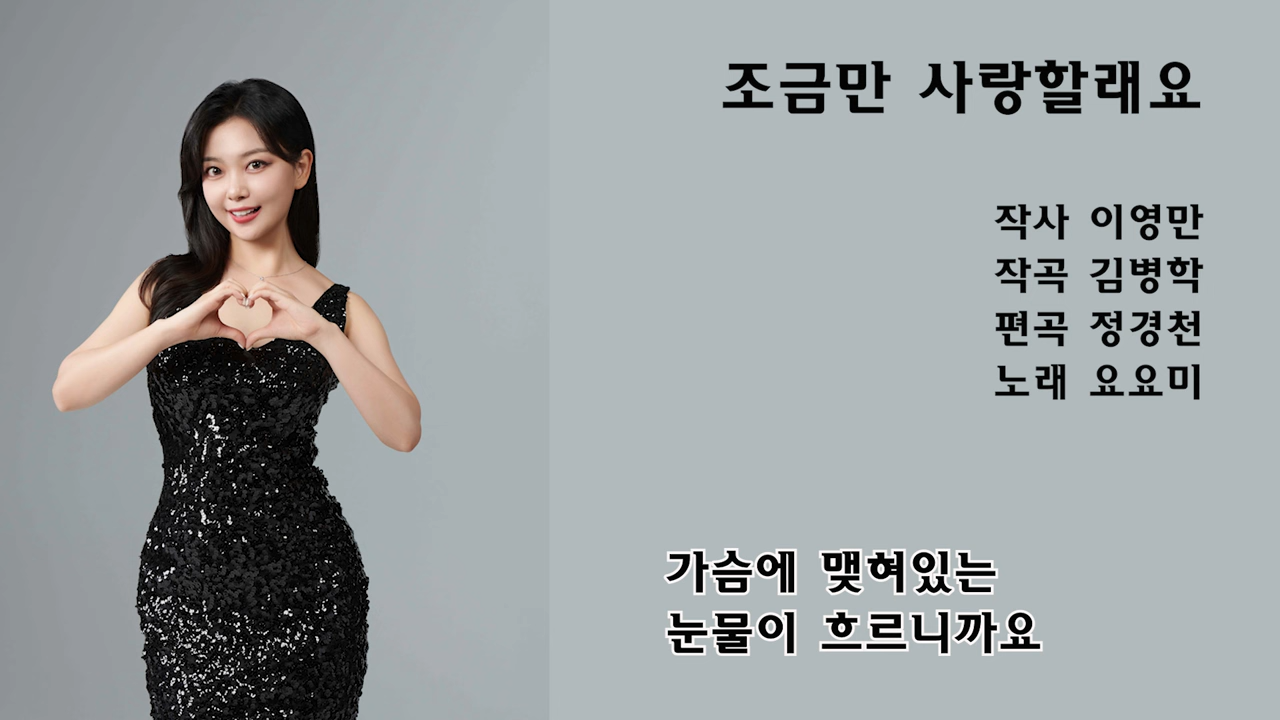 조금만 사랑할래요
작사 이영만
작곡 김병학
편곡 정경천
노래 요요미
가슴에 맺혀있는
눈물이 흐르니까요